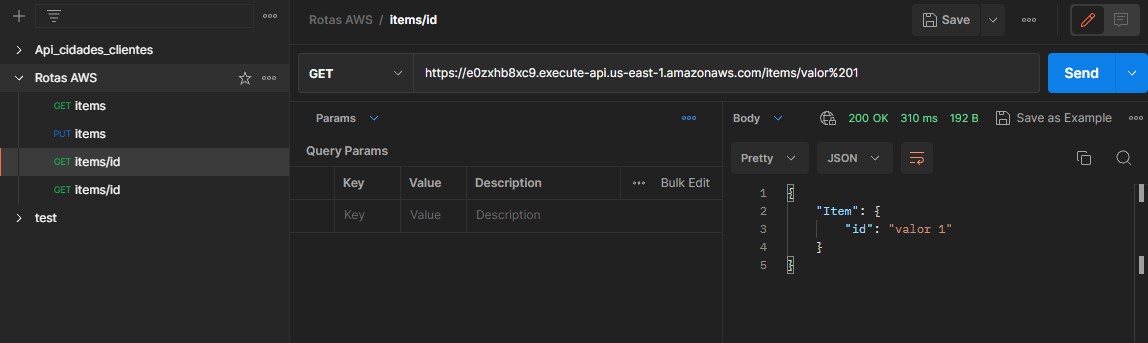 Api_cidades_clientes
Rotas AWS
GET items
PUT items
GET items/id
GET items/id
test
Rotas AWS / items/id
Save
GET
https://e0zxhb8xc9.execute-api.us-east-1.amazonaws.com/items/valor%201
Send
Params
Query Params
Key Value Description Bulk Edit
Key Value Description
Body 200 OK 310 ms 192 B Save as Example
Pretty JSON
1 {
2 "Item": {
3 "id": "valor 1"
4 }
5 }